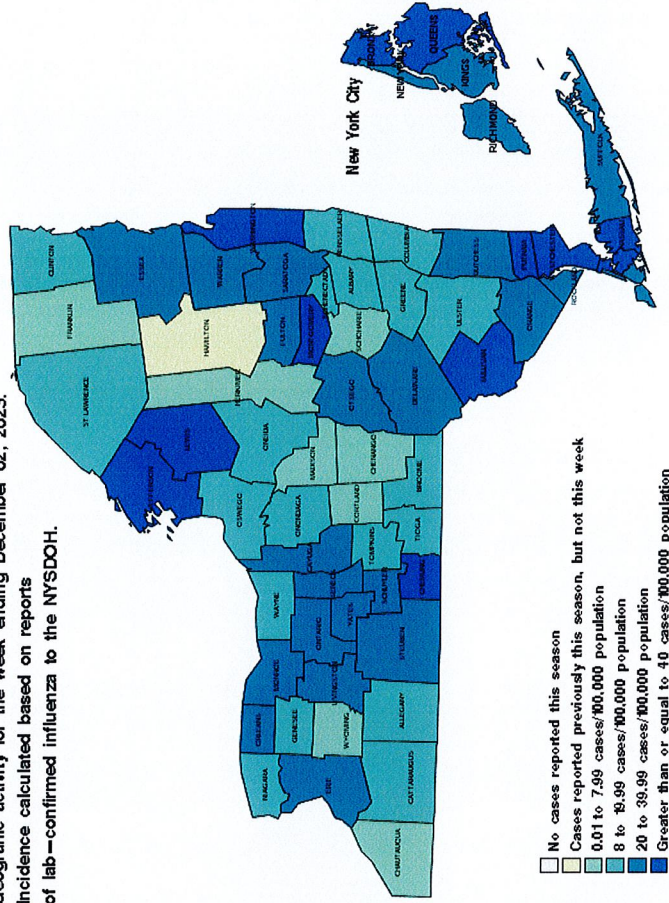 Geographic activity for the week ending December 02, 2023.
Incidence calculated based on reports
of lab-confirmed influenza to the NYSDOH.
New York City
BRONX
QUEENS
NEW YORK
KINGS
RICHMOND
CLINTON
FRANKLIN
ST LAWRENCE
ESSEX
JEFFERSON
LEWIS
HAMILTON
WARREN
WASHINGTON
HERKIMER
FULTON
SARATOGA
ONEIDA
OSWEGO
MONTGOMERY
SCHENECTADY
RENSSELAER
ALBANY
SCHOHARIE
NIAGARA
ORLEANS
MONROE
WAYNE
CAYUGA
ONONDAGA
MADISON
OTSEGO
GENESEE
ONTARIO
SENECA
ERIE
WYOMING
LIVINGSTON
YATES
CORTLAND
CHENANGO
GREENE
COLUMBIA
DELAWARE
TOMPKINS
SCHUYLER
CHAUTAUQUA
CATTARAUGUS
ALLEGANY
STEUBEN
CHEMUNG
TIOGA
BROOME
ULSTER
DUTCHESS
SULLIVAN
ORANGE
PUTNAM
WESTCHESTER
SUFFOLK
No cases reported this season
Cases reported previously this season, but not this week
0.01 to 7.99 cases/100,000 population
8 to 19.99 cases/100,000 population
20 to 39.99 cases/100,000 population
Greater than or equal to 40 cases/100,000 population